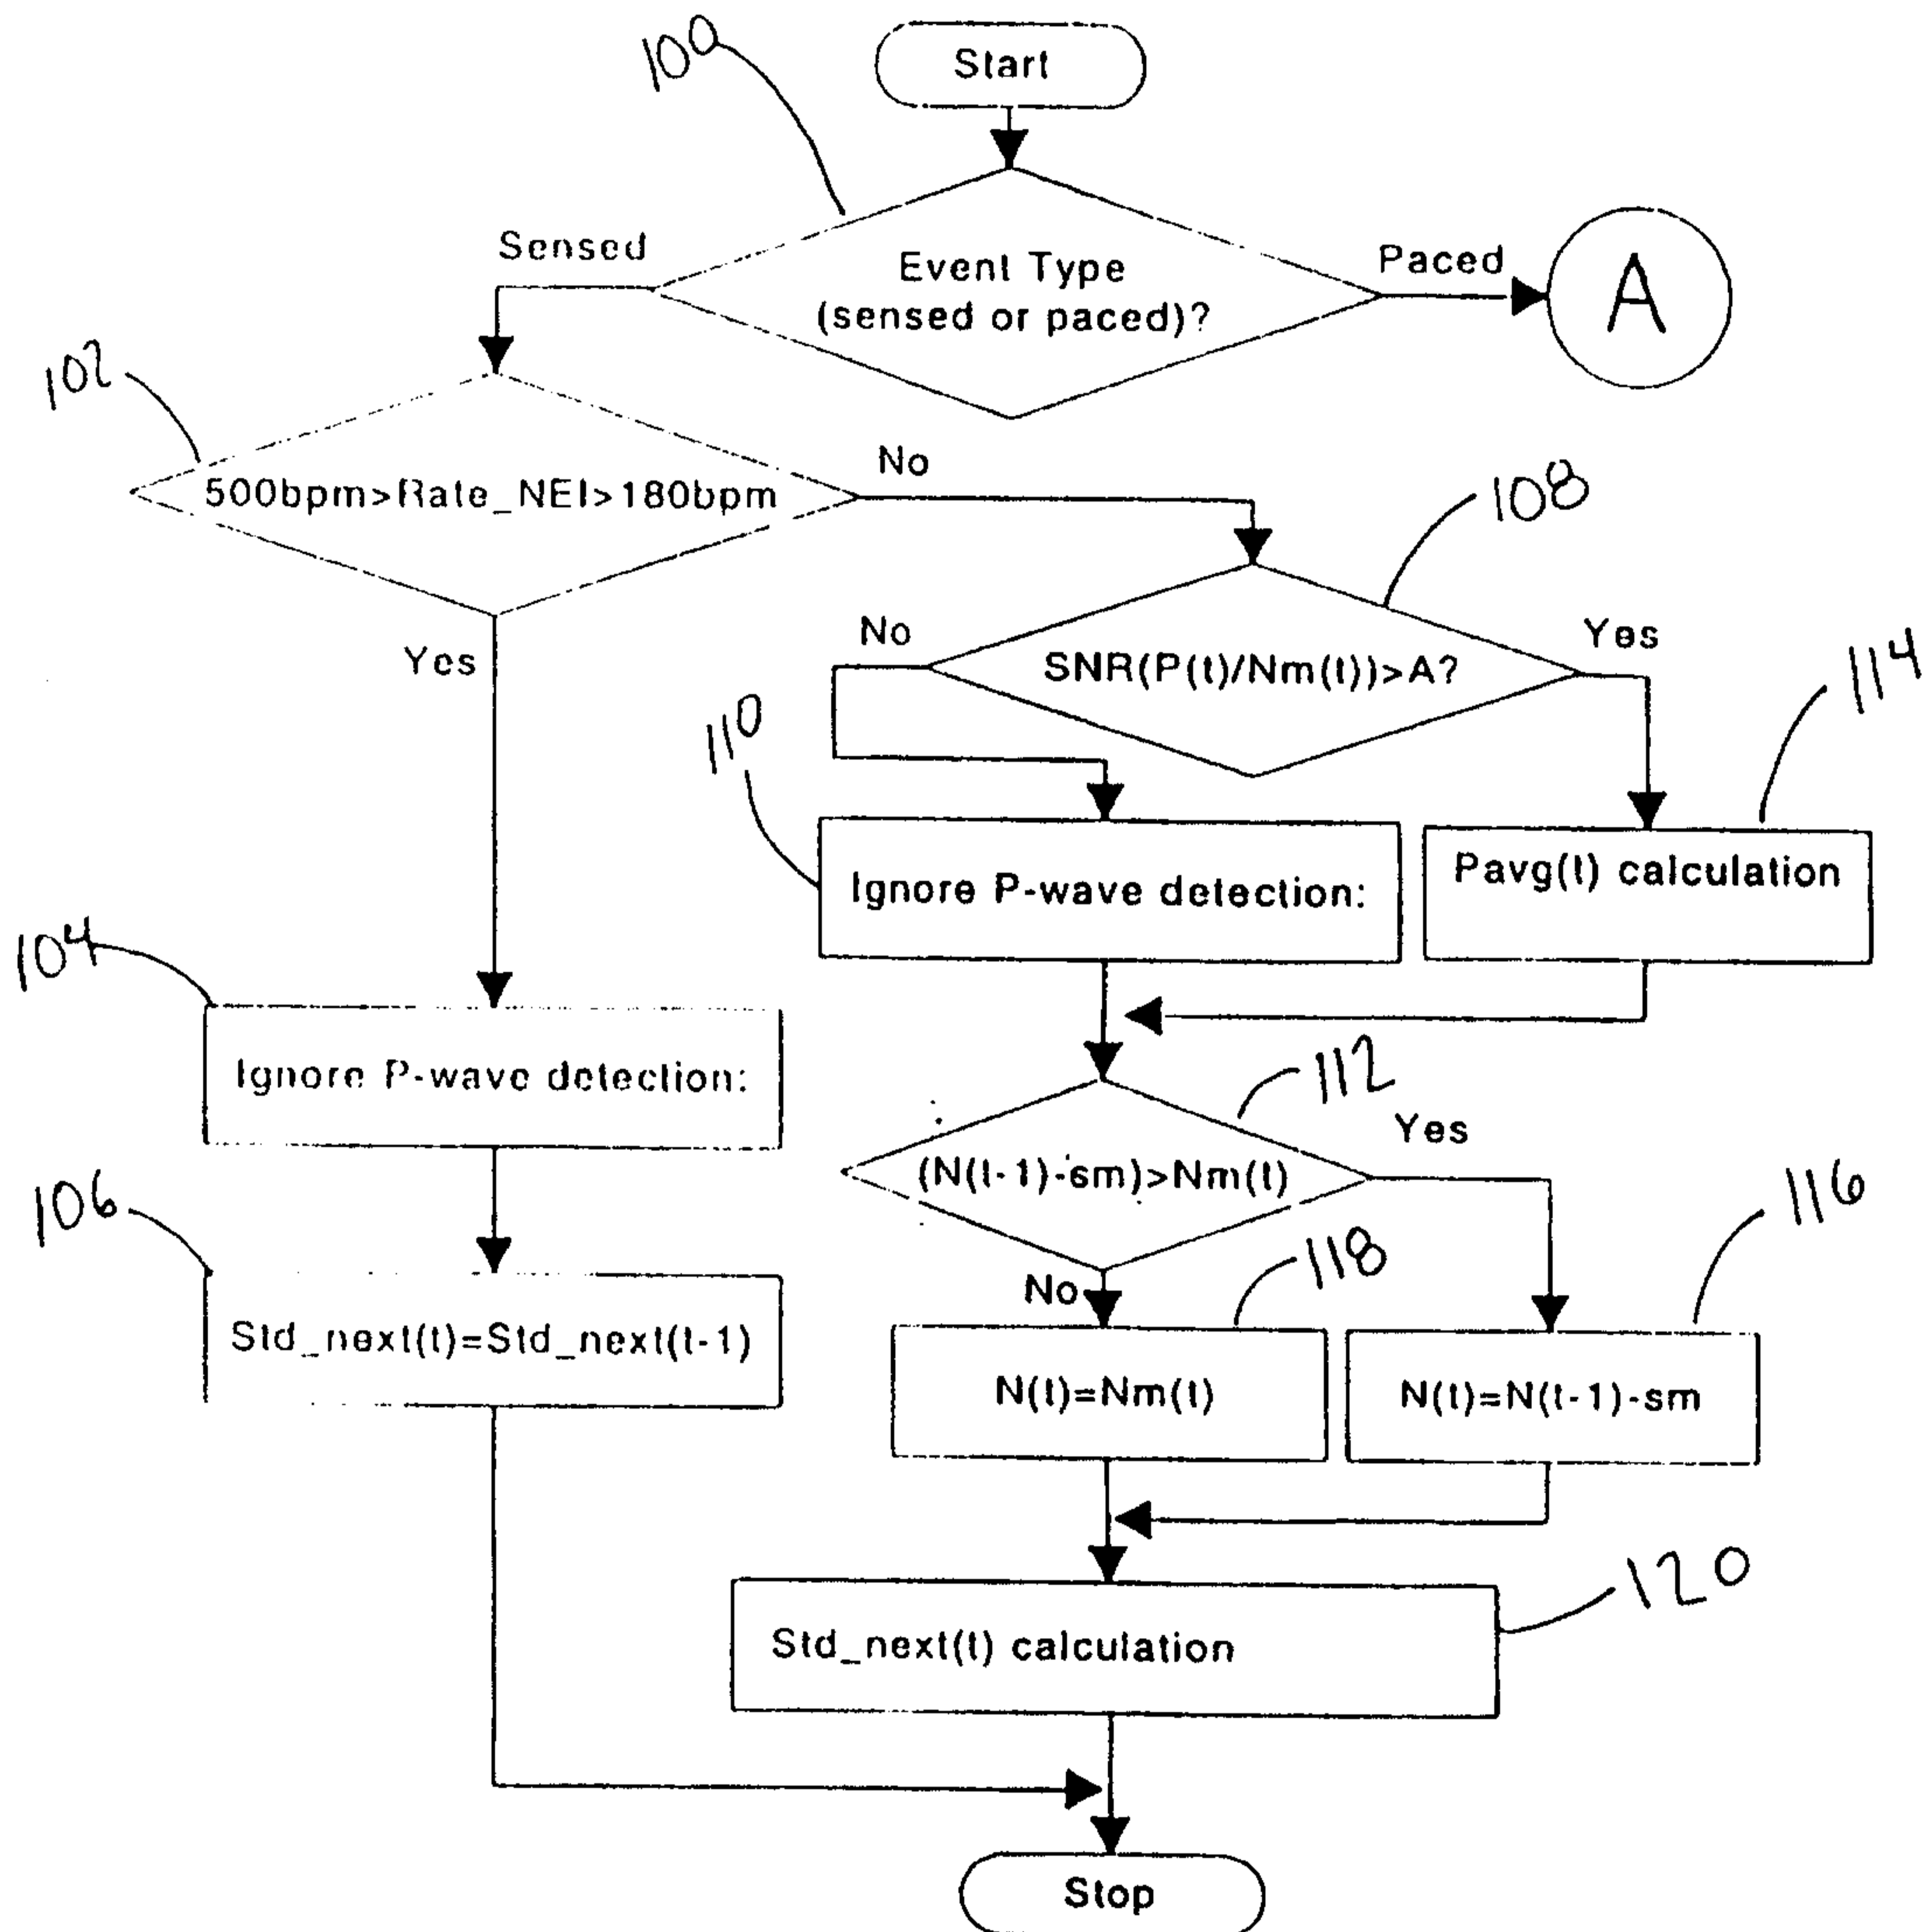 100
Start
Sensed
Event Type
(sensed or paced)?
Paced
A
102
500bpm>Rate_NEI>180bpm
No
108
Yes
No
SNR(P(t)/Nm(t))>A?
Yes
114
110
Ignore P-wave detection:
Pavg(t) calculation
104
Ignore P-wave detection:
112
(N(t-1)-sm)>Nm(t)
Yes
106
116
Std_next(t)=Std_next(t-1)
No
118
N(t)=Nm(t)
N(t)=N(t-1)-sm
120
Std_next(t) calculation
Stop